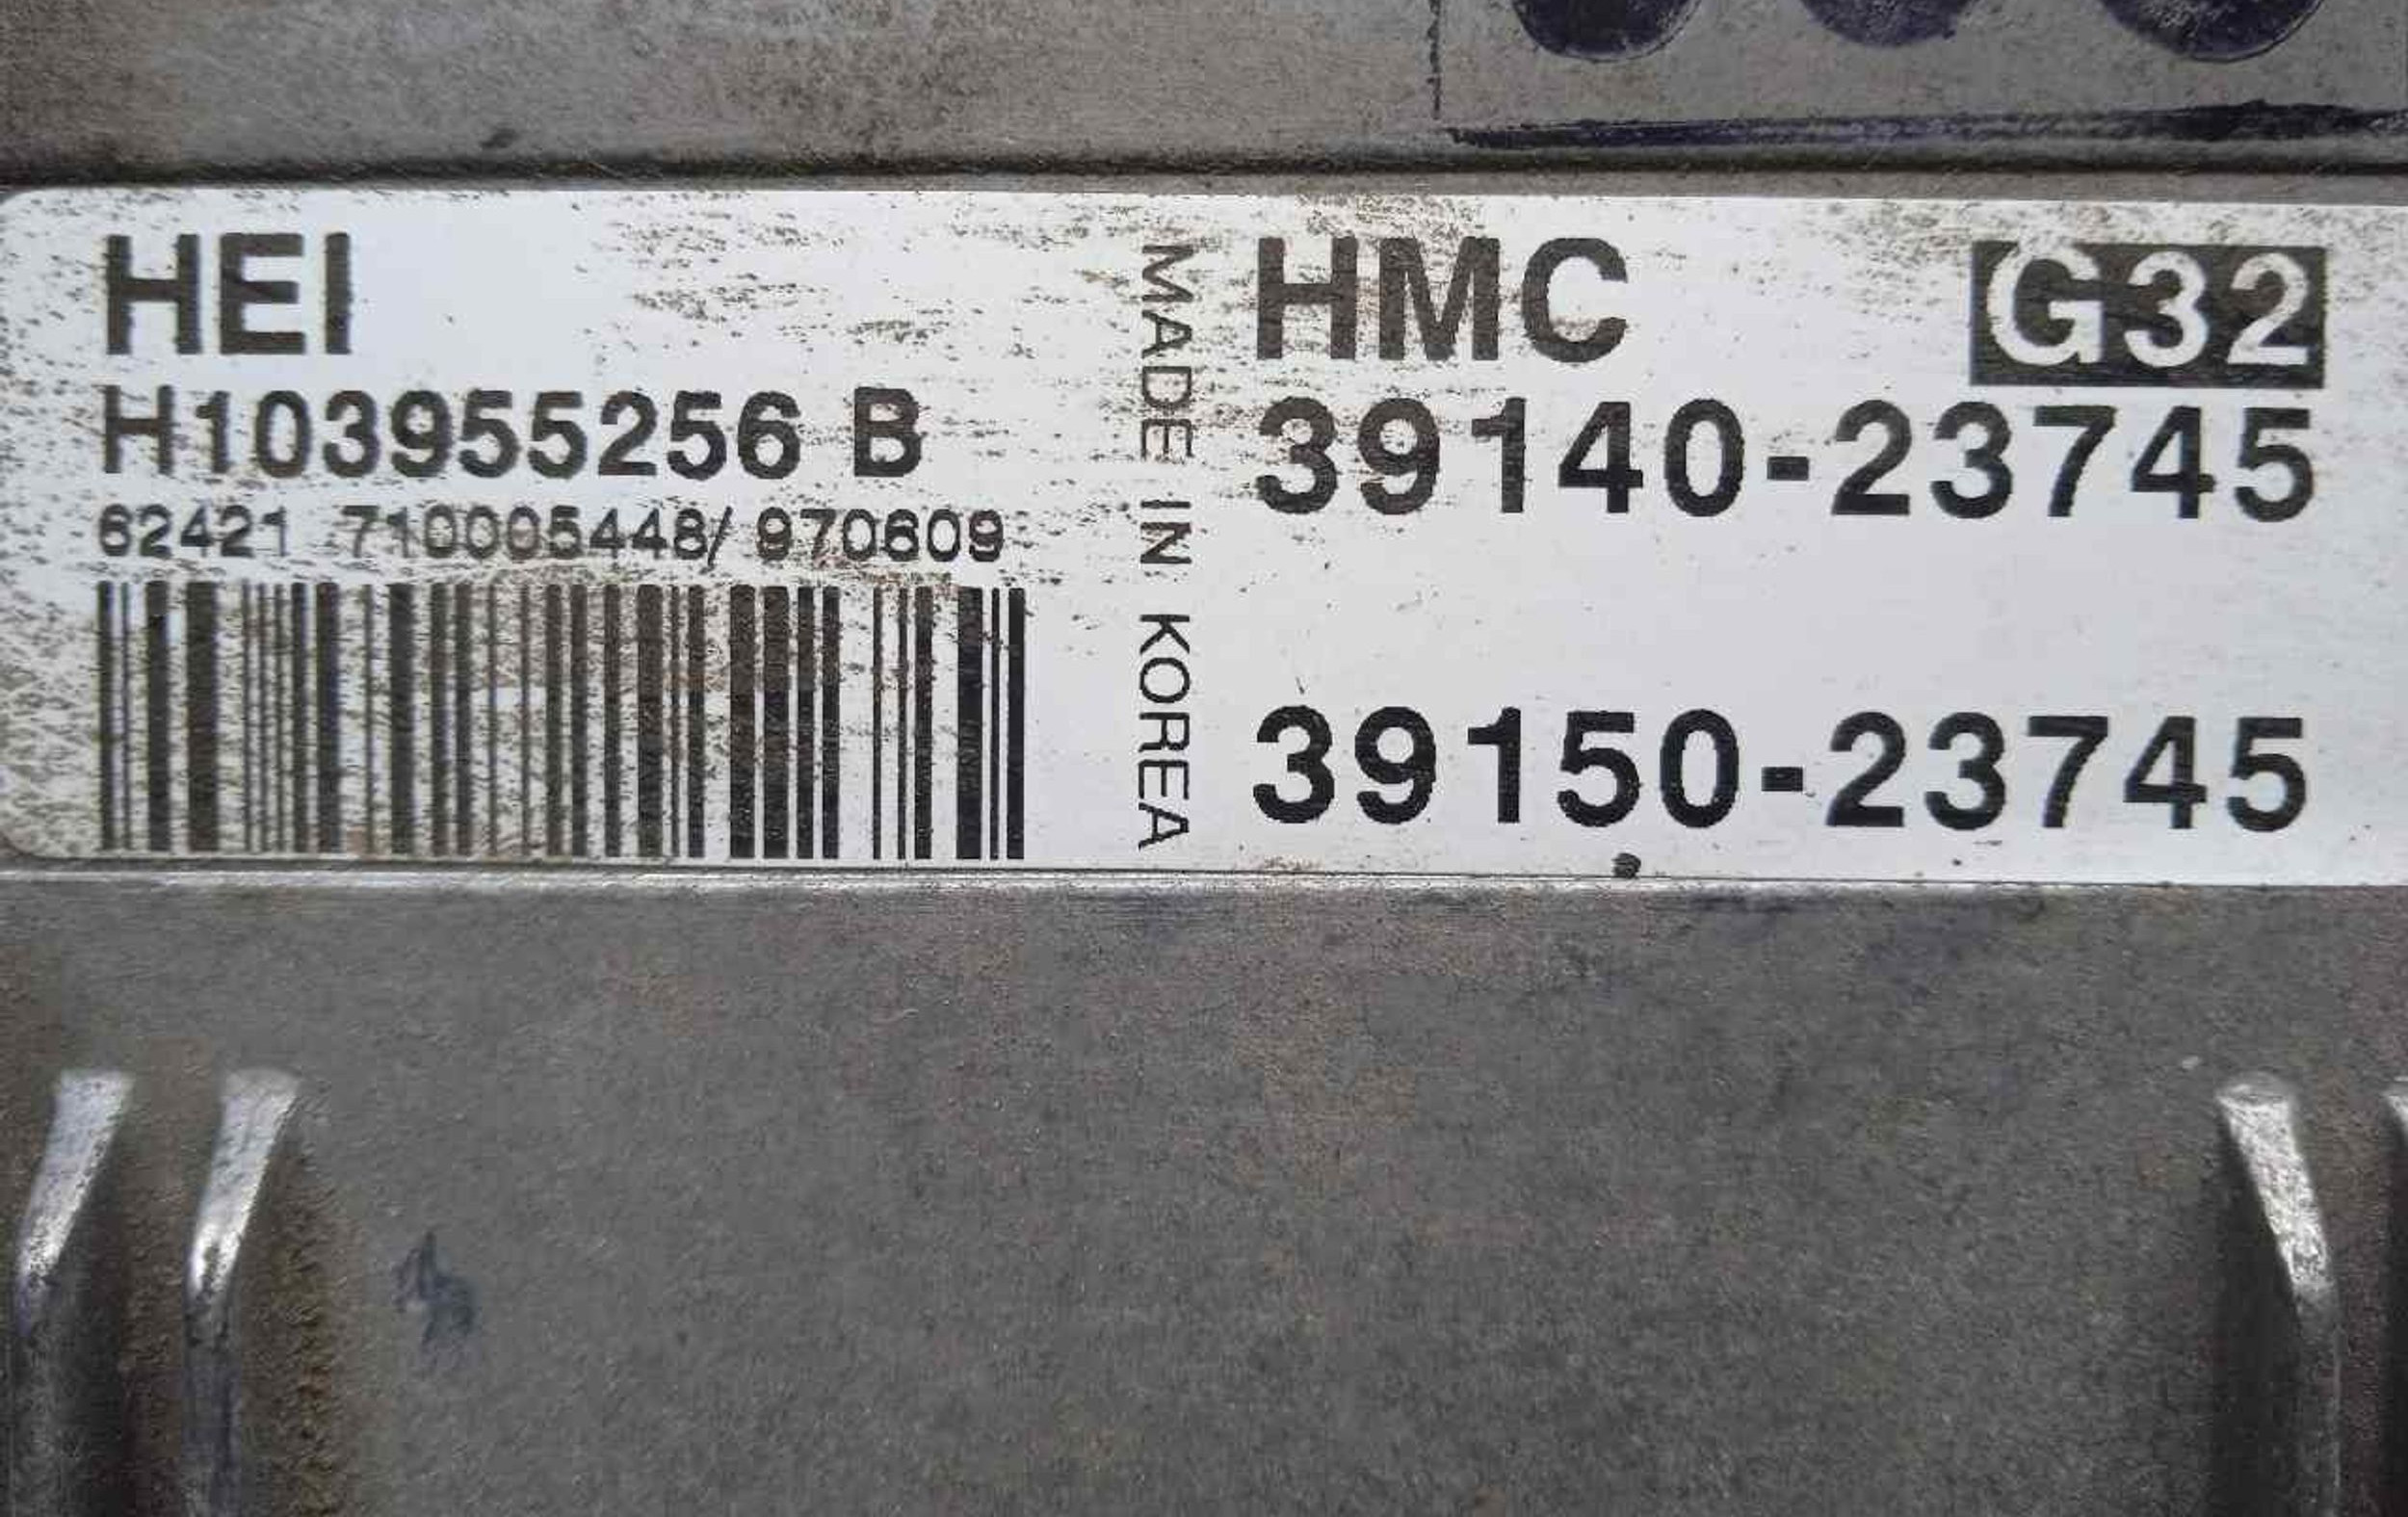 HEI
H103955256 B
62421 710005448/ 970609
MADE IN KOREA
HMC G32
39140-23745
39150-23745